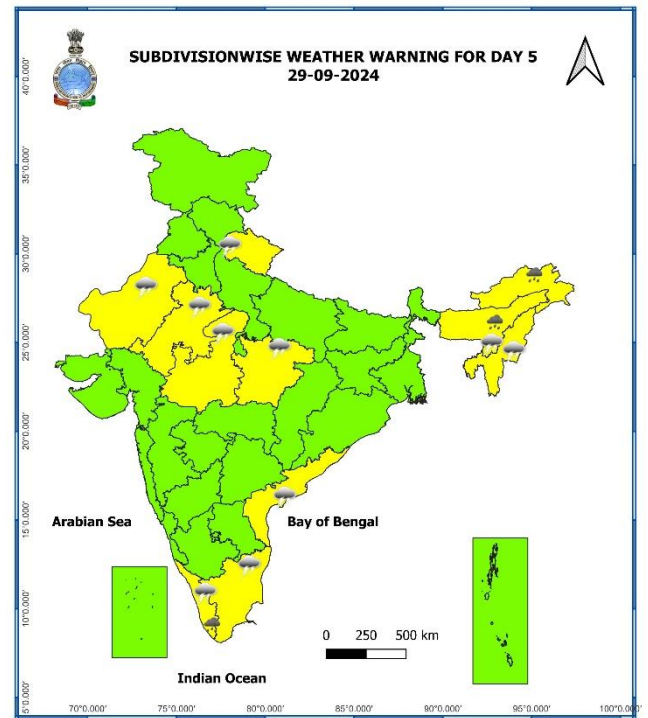 SUBDIVISIONWISE WEATHER WARNING FOR DAY 5
29-09-2024
40°0.000'
35°0.000'
30°0.000'
25°0.000'
20°0.000'
15°0.000'
10°0.000'
5°0.000'
Arabian Sea
Bay of Bengal
0 250 500 km
Indian Ocean
70°0.000' 75°0.000' 80°0.000' 85°0.000' 90°0.000' 95°0.000' 100°0.000'